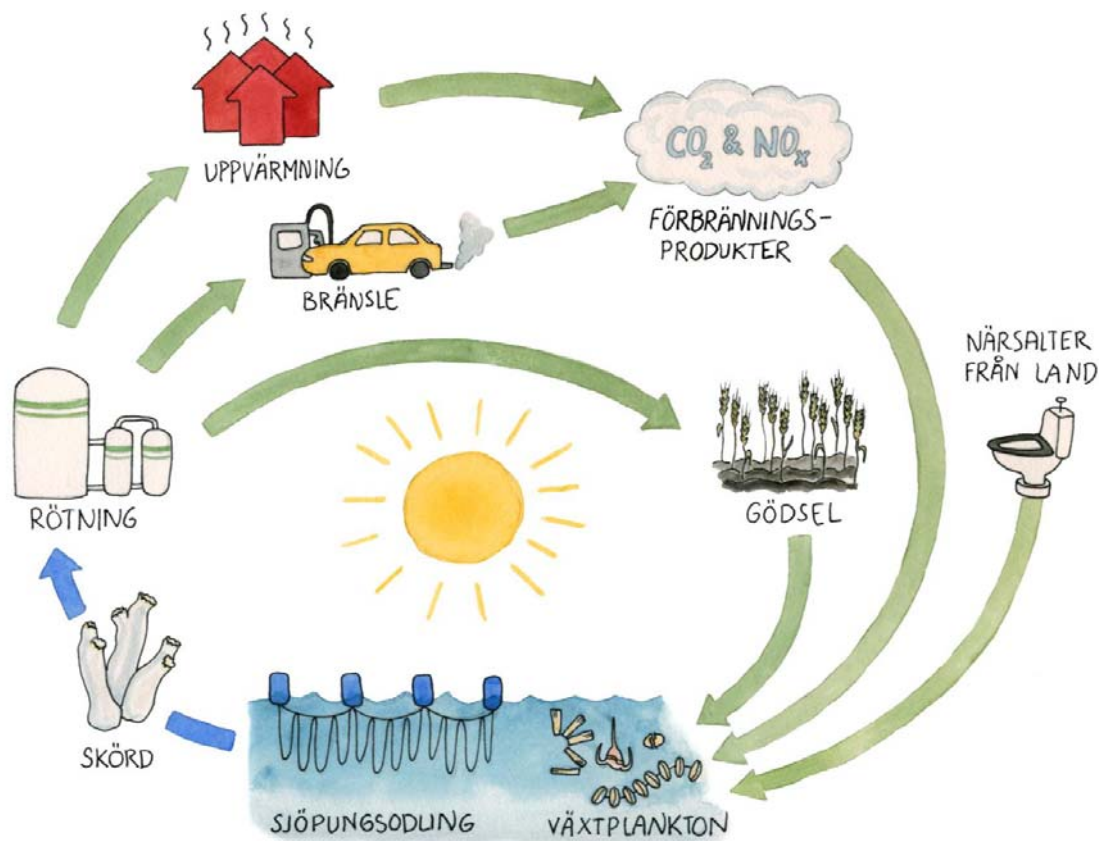 UPPVÄRMNING
CO₂ & NOₓ
FÖRBRÄNNINGS-
PRODUKTER
BRÄNSLE
NÄRSALTER
FRÅN LAND
RÖTNING
GÖDSEL
SKÖRD
SJÖPUNGSODLING
VÄXTPLANKTON